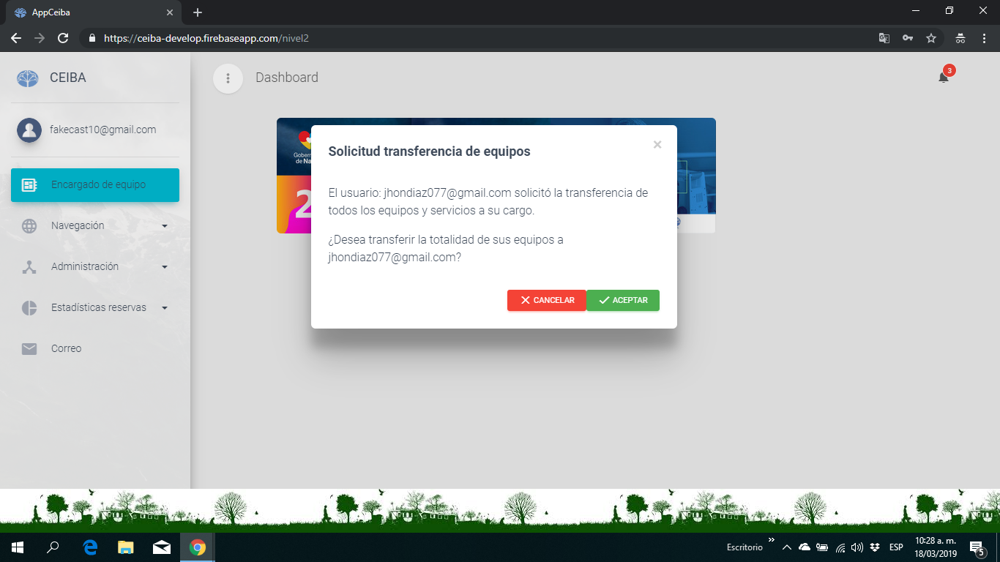 AppCeiba
https://ceiba-develop.firebaseapp.com/nivel2
CEIBA
Dashboard
3
fakecast10@gmail.com
Encargado de equipo
Navegación
Administración
Estadísticas reservas
Correo
de Na
2
Solicitud transferencia de equipos
El usuario: jhondiaz077@gmail.com solicitó la transferencia de
todos los equipos y servicios a su cargo.
¿Desea transferir la totalidad de sus equipos a
jhondiaz077@gmail.com?
CANCELAR
ACEPTAR
Escritorio
ESP
10:28 a. m.
18/03/2019
5